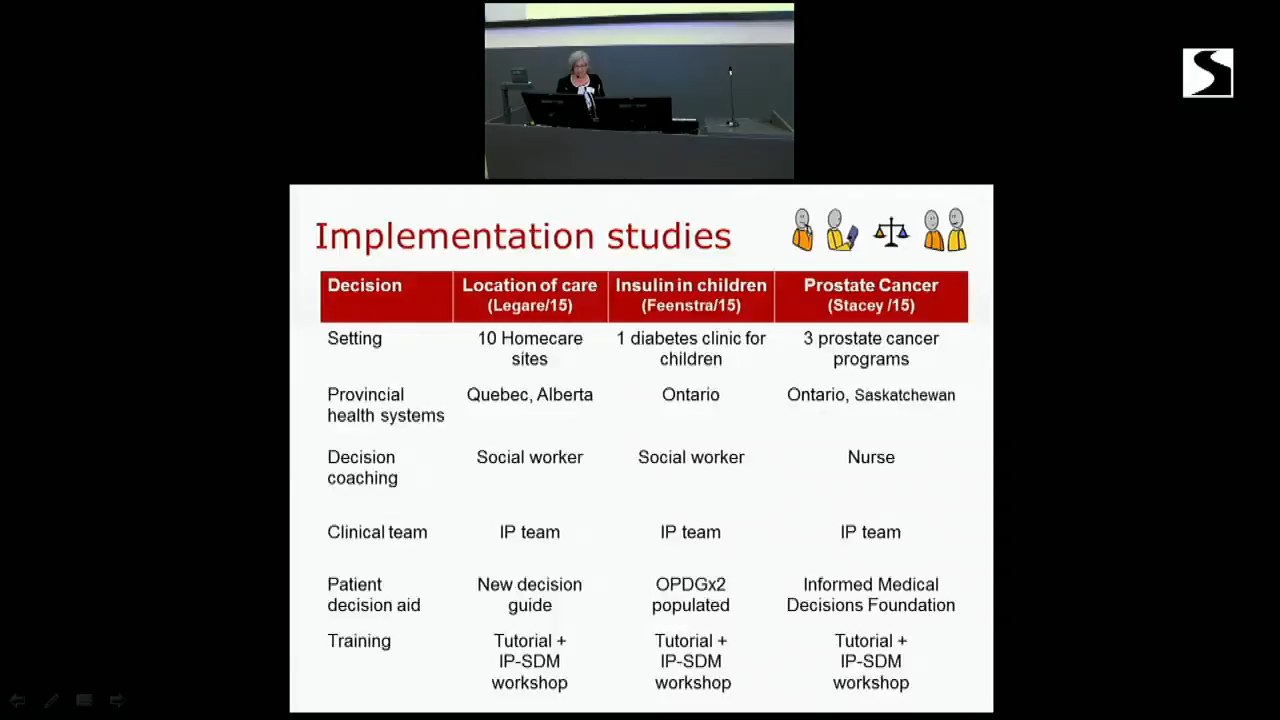 Implementation studies
Decision
Location of care
(Legare/15)
Insulin in children
(Feenstra/15)
Prostate Cancer
(Stacey /15)
Setting
10 Homecare
sites
1 diabetes clinic for
children
3 prostate cancer
programs
Provincial
health systems
Quebec, Alberta
Ontario
Ontario, Saskatchewan
Decision
coaching
Social worker
Social worker
Nurse
Clinical team
IP team
IP team
IP team
Patient
decision aid
New decision
guide
OPDGx2
populated
Informed Medical
Decisions Foundation
Training
Tutorial +
IP-SDM
workshop
Tutorial +
IP-SDM
workshop
Tutorial +
IP-SDM
workshop